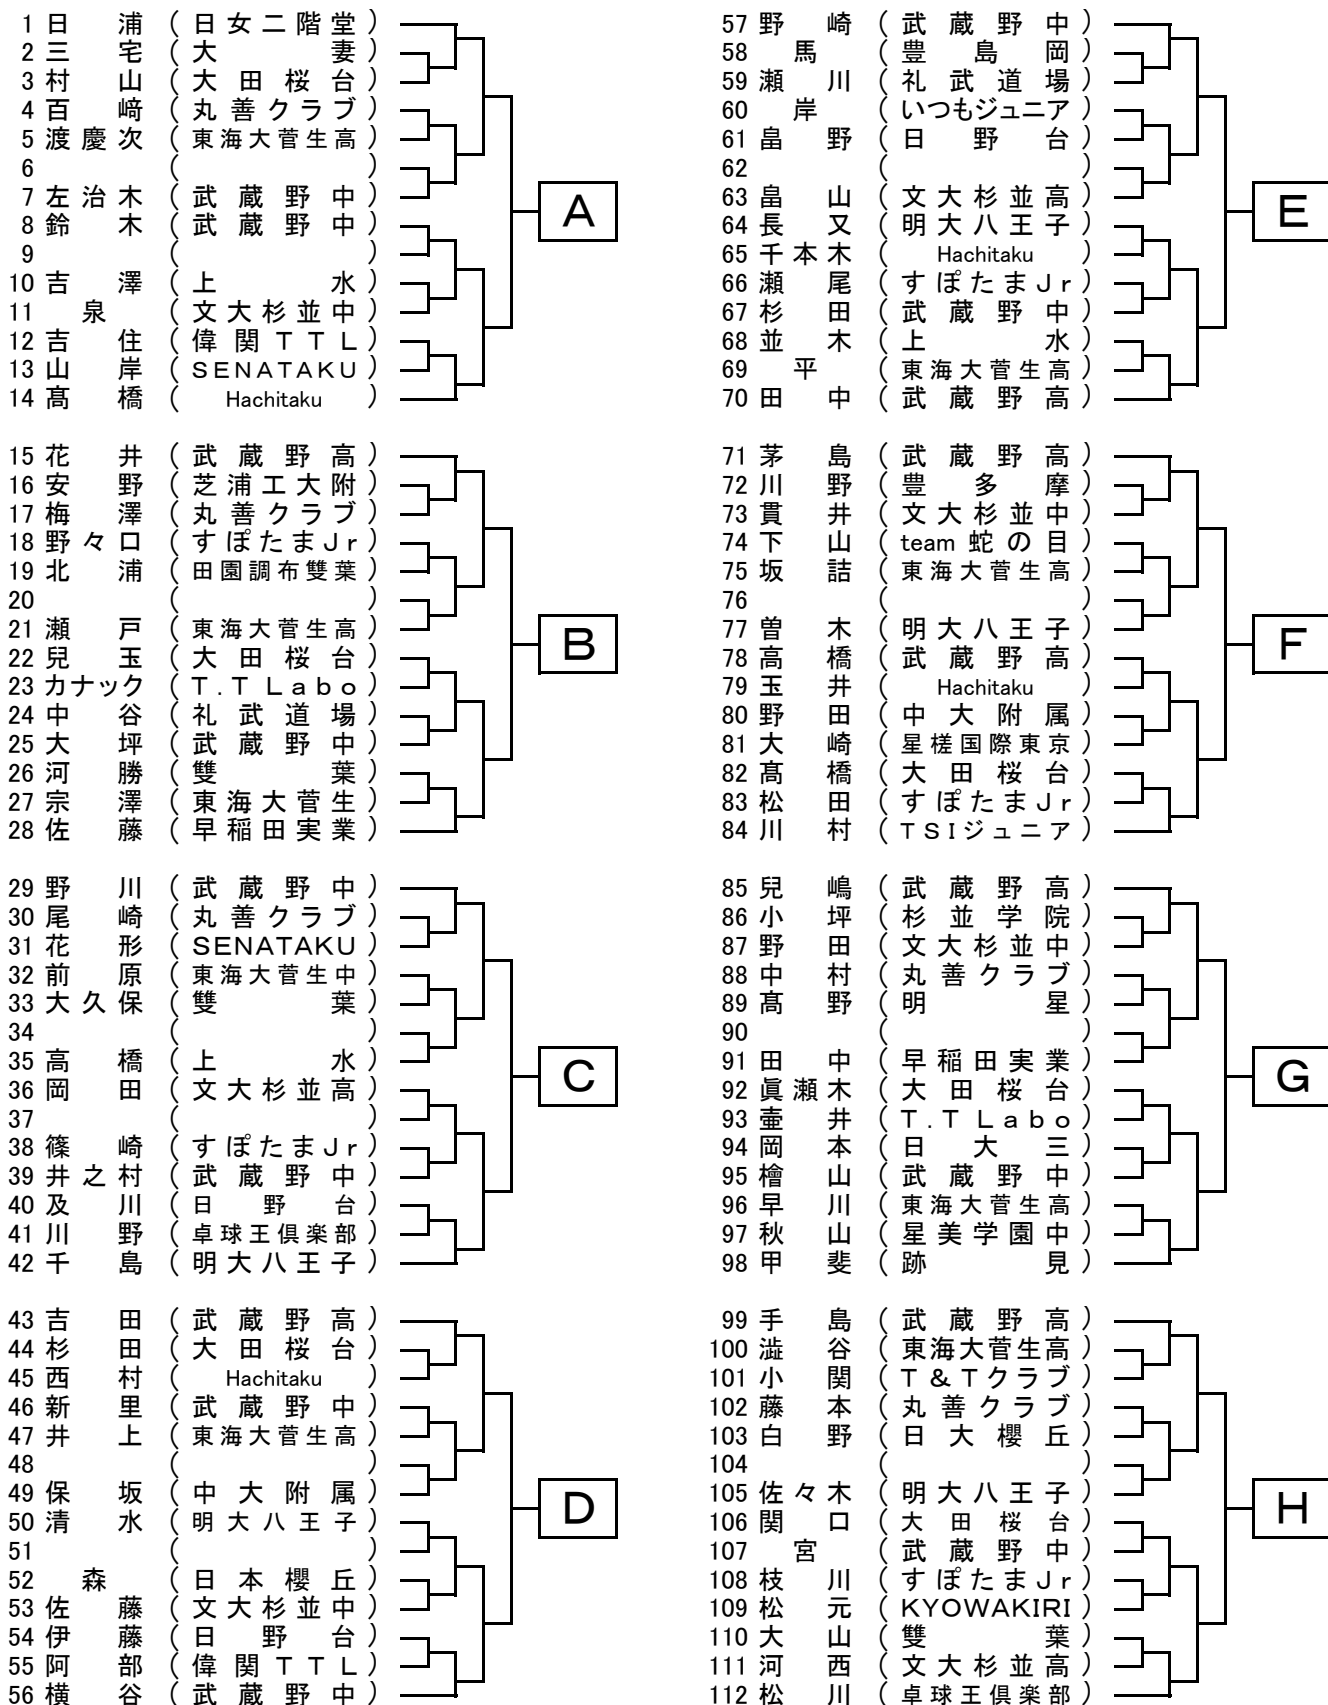 1 日浦 (日女二階堂)
2 三宅 (大妻)
3 村山 (大田桜台)
4 百﨑 (丸善クラブ)
5 渡慶次 (東海大菅生高)
6 ( )
7 左治木 (武蔵野中)
8 鈴木 (武蔵野中)
9 ( )
10 吉澤 (上水)
11 泉 (文大杉並中)
12 吉住 (偉関TTL)
13 山岸 (SENATAKU)
14 髙橋 (Hachitaku)
A
15 花井 (武蔵野高)
16 安野 (芝浦工大附)
17 梅澤 (丸善クラブ)
18 野々口 (すぽたまJr)
19 北浦 (田園調布雙葉)
20 ( )
21 瀬戸 (東海大菅生高)
22 兒玉 (大田桜台)
23 カナック (T.T Labo)
24 中谷 (礼武道場)
25 大坪 (武蔵野中)
26 河勝 (雙葉)
27 宗澤 (東海大菅生)
28 佐藤 (早稲田実業)
B
29 野川 (武蔵野中)
30 尾崎 (丸善クラブ)
31 花形 (SENATAKU)
32 前原 (東海大菅生中)
33 大久保 (雙葉)
34 ( )
35 高橋 (上水)
36 岡田 (文大杉並高)
37 ( )
38 篠崎 (すぽたまJr)
39 井之村 (武蔵野中)
40 及川 (日野台)
41 川野 (卓球王倶楽部)
42 千島 (明大八王子)
C
43 吉田 (武蔵野高)
44 杉田 (大田桜台)
45 西村 (Hachitaku)
46 新里 (武蔵野中)
47 井上 (東海大菅生高)
48 ( )
49 保坂 (中大附属)
50 清水 (明大八王子)
51 ( )
52 森 (日本櫻丘)
53 佐藤 (文大杉並中)
54 伊藤 (日野台)
55 阿部 (偉関TTL)
56 横谷 (武蔵野中)
D
57 野崎 (武蔵野中)
58 馬 (豊島岡)
59 瀬川 (礼武道場)
60 岸 (いつもジュニア)
61 畠野 (日野台)
62 ( )
63 畠山 (文大杉並高)
64 長又 (明大八王子)
65 千本木 (Hachitaku)
66 瀬尾 (すぽたまJr)
67 杉田 (武蔵野中)
68 並木 (上水)
69 平 (東海大菅生高)
70 田中 (武蔵野高)
E
71 茅島 (武蔵野高)
72 川野 (豊多摩)
73 貫井 (文大杉並中)
74 下山 (team 蛇の目)
75 坂詰 (東海大菅生高)
76 ( )
77 曽木 (明大八王子)
78 高橋 (武蔵野高)
79 玉井 (Hachitaku)
80 野田 (中大附属)
81 大崎 (星槎国際東京)
82 髙橋 (大田桜台)
83 松田 (すぽたまJr)
84 川村 (TSIジュニア)
F
85 兒嶋 (武蔵野高)
86 小坪 (杉並学院)
87 野田 (文大杉並中)
88 中村 (丸善クラブ)
89 髙野 (明星)
90 ( )
91 田中 (早稲田実業)
92 眞瀬木 (大田桜台)
93 壷井 (T.T Labo)
94 岡本 (日大三)
95 檜山 (武蔵野中)
96 早川 (東海大菅生高)
97 秋山 (星美学園中)
98 甲斐 (跡見)
G
99 手島 (武蔵野高)
100 澁谷 (東海大菅生高)
101 小関 (T&Tクラブ)
102 藤本 (丸善クラブ)
103 白野 (日大櫻丘)
104 ( )
105 佐々木 (明大八王子)
106 関口 (大田桜台)
107 宮 (武蔵野中)
108 枝川 (すぽたまJr)
109 松元 (KYOWAKIRI)
110 大山 (雙葉)
111 河西 (文大杉並高)
112 松川 (卓球王倶楽部)
H